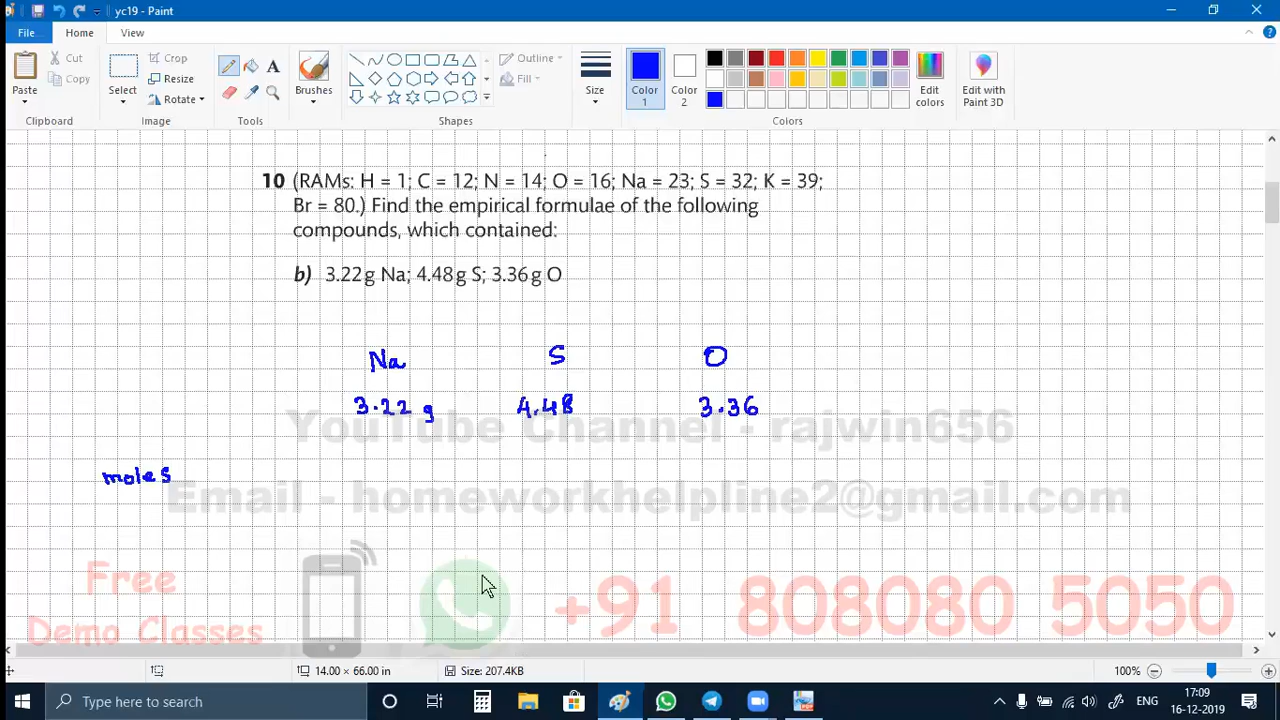 yc19 - Paint
File
Home
View
Paste
Cut
Copy
Clipboard
Select
Crop
Resize
Rotate
Image
A
Tools
Brushes
Shapes
Outline
Fill
Size
Color 1
Color 2
Edit colors
Edit with Paint 3D
Colors
10 (RAMs: H = 1; C = 12; N = 14; O = 16; Na = 23; S = 32; K = 39;
Br = 80.) Find the empirical formulae of the following
compounds, which contained:
b) 3.22 g Na; 4.48 g S; 3.36 g O
Na S O
3.22 g 4.48 3.36
YouTube Channel - rajwin656
moles
Email - homeworkhelpline2@gmail.com
Free
Demo Classes
+91 808080 5050
14.00 × 66.00 in
Size: 207.4KB
100%
Type here to search
ENG
17:09
16-12-2019